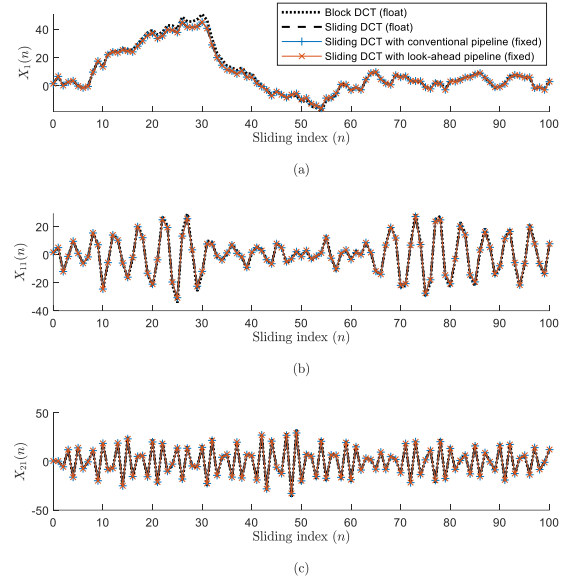 Block DCT (float)
Sliding DCT (float)
Sliding DCT with conventional pipeline (fixed)
Sliding DCT with look-ahead pipeline (fixed)
40
20
0
X₁(n)
0 10 20 30 40 50 60 70 80 90 100
Sliding index (n)
(a)
20
0
-20
-40
X₁₁(n)
0 10 20 30 40 50 60 70 80 90 100
Sliding index (n)
(b)
50
0
-50
X₂₁(n)
0 10 20 30 40 50 60 70 80 90 100
Sliding index (n)
(c)